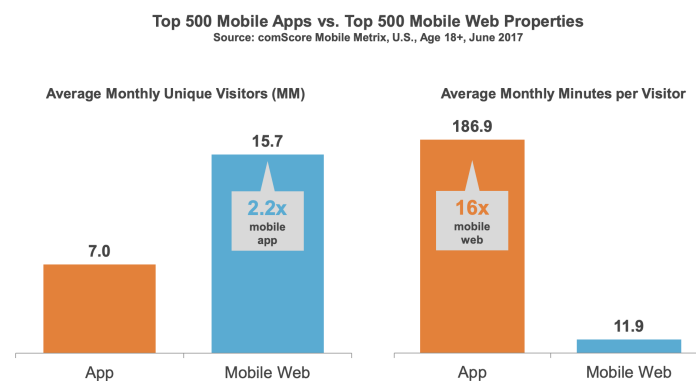 Top 500 Mobile Apps vs. Top 500 Mobile Web Properties
Source: comScore Mobile Metrix, U.S., Age 18+, June 2017
Average Monthly Unique Visitors (MM)
15.7
2.2x
mobile
app
7.0
App
Mobile Web
Average Monthly Minutes per Visitor
186.9
16x
mobile
web
11.9
App
Mobile Web